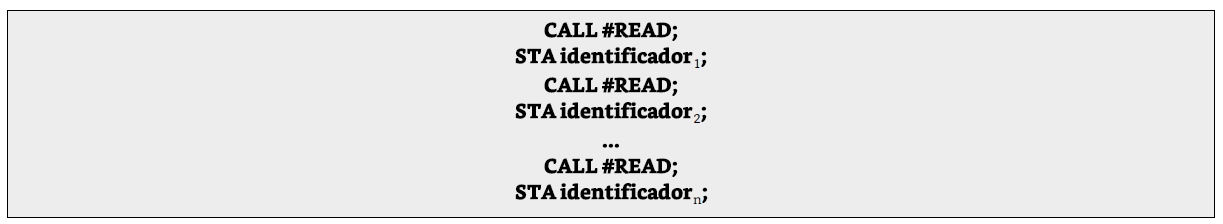 CALL #READ;
STA identificador₁;
CALL #READ;
STA identificador₂;
...
CALL #READ;
STA identificadorₙ;